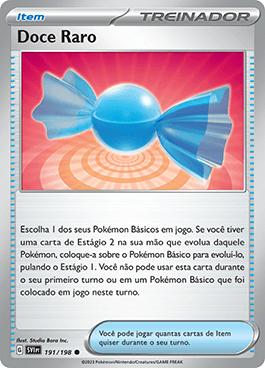 Item
TREINADOR
Doce Raro
Escolha 1 dos seus Pokémon Básicos em jogo. Se você tiver
uma carta de Estágio 2 na sua mão que evolua daquele
Pokémon, coloque-a sobre o Pokémon Básico para evoluí-lo,
pulando o Estágio 1. Você não pode usar esta carta durante
o seu primeiro turno ou em um Pokémon Básico que foi
colocado em jogo neste turno.
Você pode jogar quantas cartas de
Item quiser durante o seu turno.
Ilust. Studio Bora Inc.
G SVI PT 191/198
©2023 Pokémon/Nintendo/Creatures/GAME FREAK